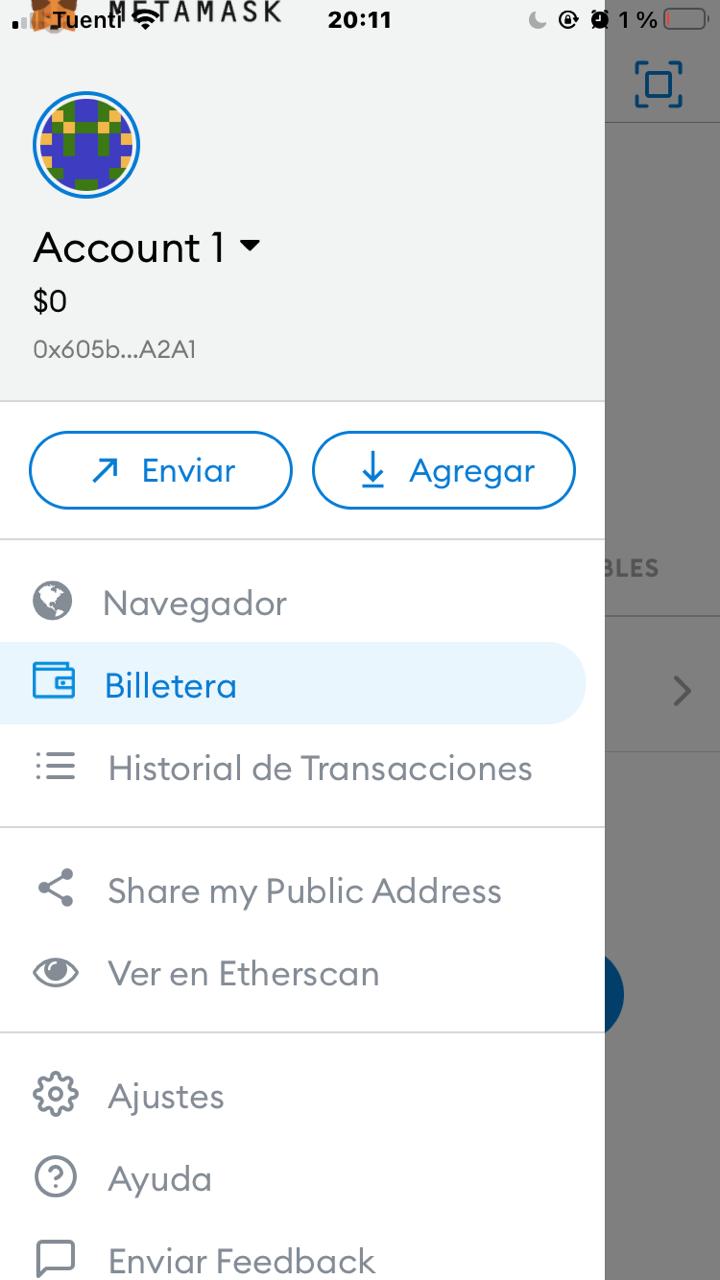 METAMASK
Tuenti 20:11 1 %
Account 1
$0
0x605b...A2A1
Enviar Agregar
Navegador
BLES
Billetera
Historial de Transacciones
Share my Public Address
Ver en Etherscan
Ajustes
Ayuda
Enviar Feedback